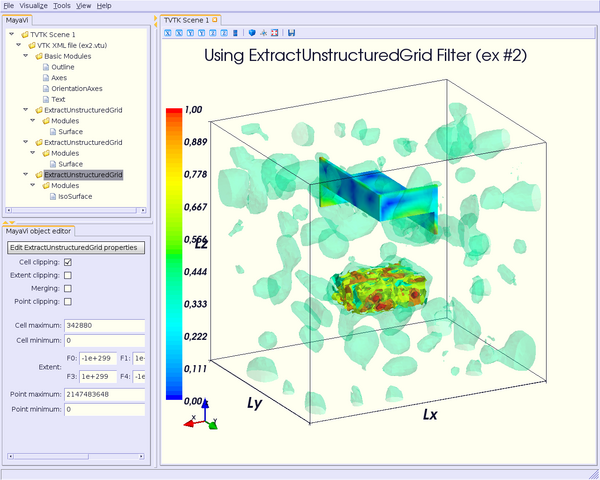 File Visualize Tools View Help
MayaVi
TVTK Scene 1
VTK XML file (ex2.vtu)
Basic Modules
Outline
Axes
OrientationAxes
Text
ExtractUnstructuredGrid
Modules
Surface
ExtractUnstructuredGrid
Modules
Surface
ExtractUnstructuredGrid
Modules
IsoSurface
MayaVi object editor
Edit ExtractUnstructuredGrid properties
Cell clipping:
Extent clipping:
Merging:
Point clipping:
Cell maximum: 342880
Cell minimum: 0
Extent:
F0: -1e+299 F1: 1e
F3: 1e+299 F4: -1e
Point maximum: 2147483648
Point minimum: 0
TVTK Scene 1
Using ExtractUnstructuredGrid Filter (ex #2)
1,00
0,889
0,778
0,667
0,556
Lz
0,444
0,333
0,222
0,111
0,00
Ly
Lx
X